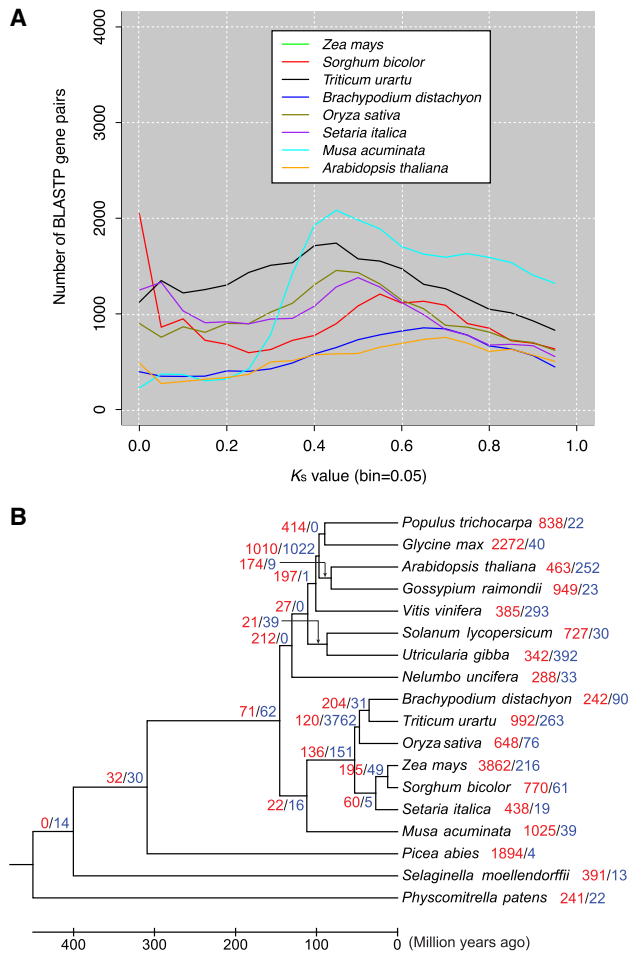 A
Number of BLASTP gene pairs
4000
3000
2000
1000
0
Zea mays
Sorghum bicolor
Triticum urartu
Brachypodium distachyon
Oryza sativa
Setaria italica
Musa acuminata
Arabidopsis thaliana
0.0 0.2 0.4 0.6 0.8 1.0
Ks value (bin=0.05)
B
414/0 Populus trichocarpa 838/22
1010/1022 Glycine max 2272/40
174/9 Arabidopsis thaliana 463/252
197/1 Gossypium raimondii 949/23
27/0 Vitis vinifera 385/293
21/39 Solanum lycopersicum 727/30
212/0 Utricularia gibba 342/392
Nelumbo uncifera 288/33
204/31 Brachypodium distachyon 242/90
71/62 120/3762 Triticum urartu 992/263
136/151 Oryza sativa 648/76
195/49 Zea mays 3862/216
32/30 Sorghum bicolor 770/61
22/16 60/5 Setaria italica 438/19
0/14 Musa acuminata 1025/39
Picea abies 1894/4
Selaginella moellendorffii 391/13
Physcomitrella patens 241/22
400 300 200 100 0 (Million years ago)